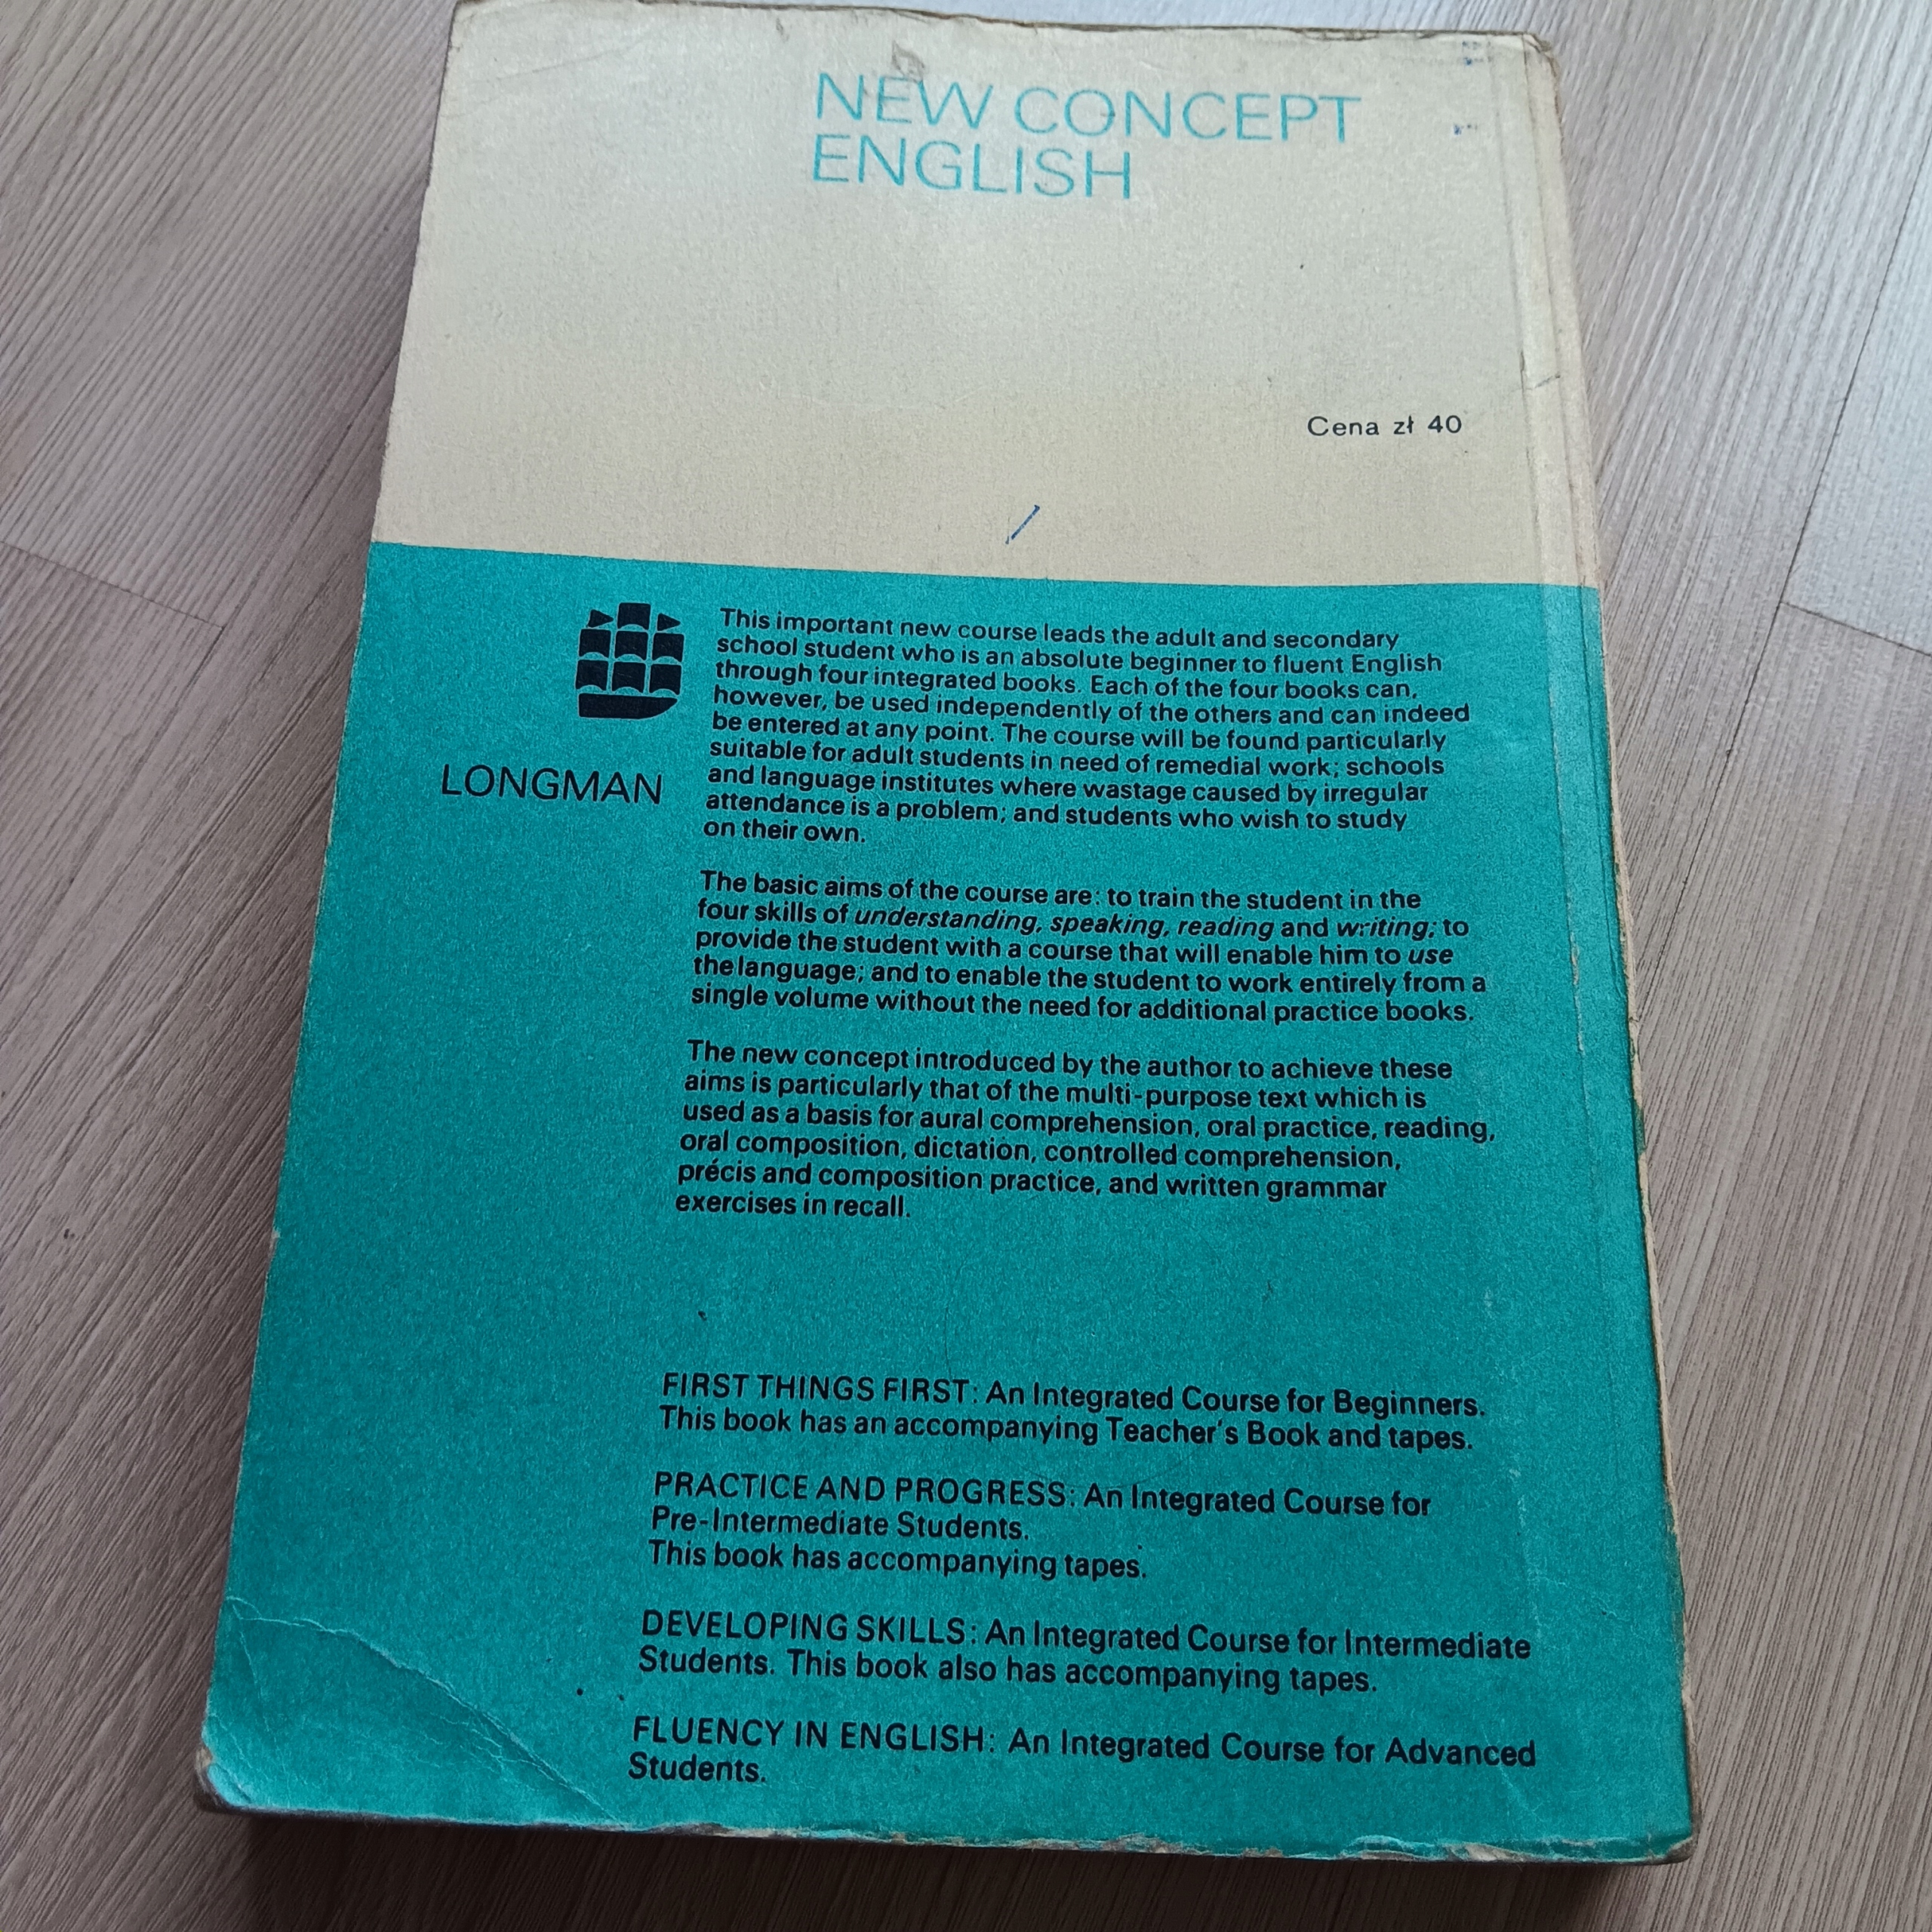 NEW CONCEPT
ENGLISH
Cena zł 40
LONGMAN
This important new course leads the adult and secondary
school student who is an absolute beginner to fluent English
through four integrated books. Each of the four books can,
however, be used independently of the others and can indeed
be entered at any point. The course will be found particularly
suitable for adult students in need of remedial work; schools
and language institutes where wastage caused by irregular
attendance is a problem; and students who wish to study
on their own.
The basic aims of the course are: to train the student in the
four skills of understanding, speaking, reading and writing; to
provide the student with a course that will enable him to use
the language; and to enable the student to work entirely from a
single volume without the need for additional practice books.
The new concept introduced by the author to achieve these
aims is particularly that of the multi-purpose text which is
used as a basis for aural comprehension, oral practice, reading,
oral composition, dictation, controlled comprehension,
précis and composition practice, and written grammar
exercises in recall.
FIRST THINGS FIRST: An Integrated Course for Beginners.
This book has an accompanying Teacher's Book and tapes.
PRACTICE AND PROGRESS: An Integrated Course for
Pre-Intermediate Students.
This book has accompanying tapes.
DEVELOPING SKILLS: An Integrated Course for Intermediate
Students. This book also has accompanying tapes.
FLUENCY IN ENGLISH: An Integrated Course for Advanced
Students.